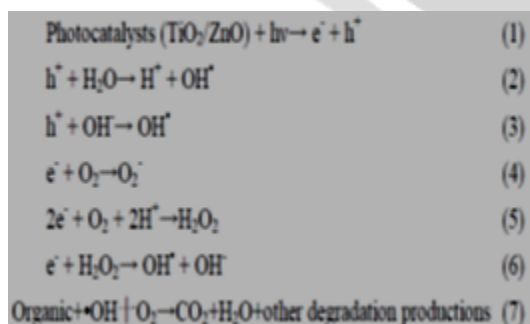 Photocatalysts (TiO₂/ZnO) + hν→ e⁻ + h⁺ (1)
h⁺ + H₂O→ H⁺ + OH• (2)
h⁺ + OH→ OH• (3)
e⁻ + O₂→O₂⁻ (4)
2e⁻ + O₂ + 2H⁺→H₂O₂ (5)
e⁻ + H₂O₂→ OH• + OH⁻ (6)
Organic+•OH+O₂→CO₂+H₂O+other degradation productions (7)